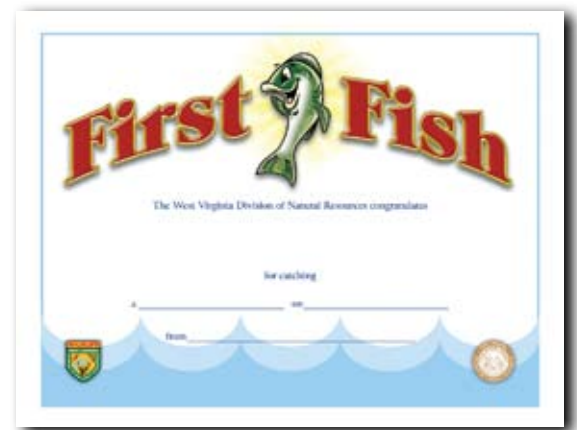 First Fish
The West Virginia Division of Natural Resources congratulates
for catching
a on
from